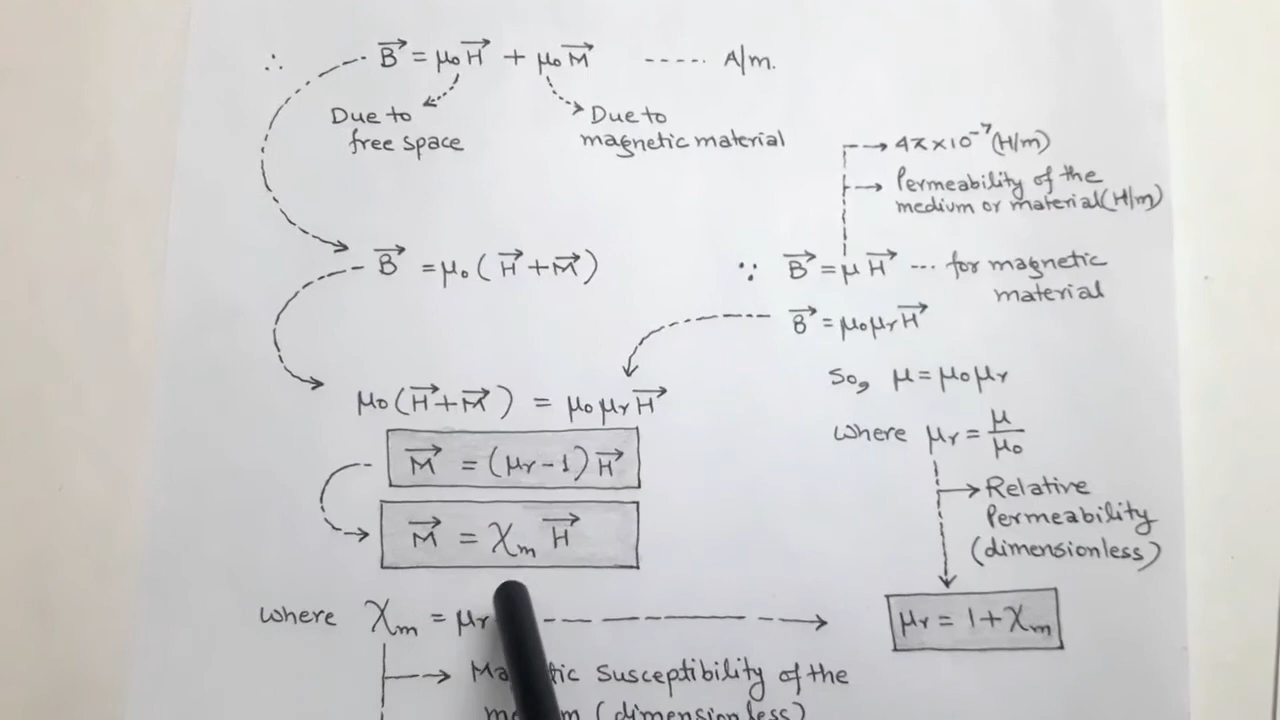 ∴ B⃗ = μ₀H⃗ + μ₀M⃗ ----- A/m.
Due to
free space
Due to
magnetic material
4π×10⁻⁷(H/m)
Permeability of the
medium or material(H/m)
B⃗ = μ₀(H⃗+M⃗)
∵ B⃗ = μH⃗ --- for magnetic
material
B⃗ = μ₀μrH⃗
μ₀(H⃗+M⃗) = μ₀μrH⃗
So, μ = μ₀μr
where μr = μ/μ₀
M⃗ = (μr-1)H⃗
Relative
Permeability
(dimensionless)
M⃗ = χm H⃗
where χm = μr
μr = 1+χm
Susceptibility of the
(dimensionless)